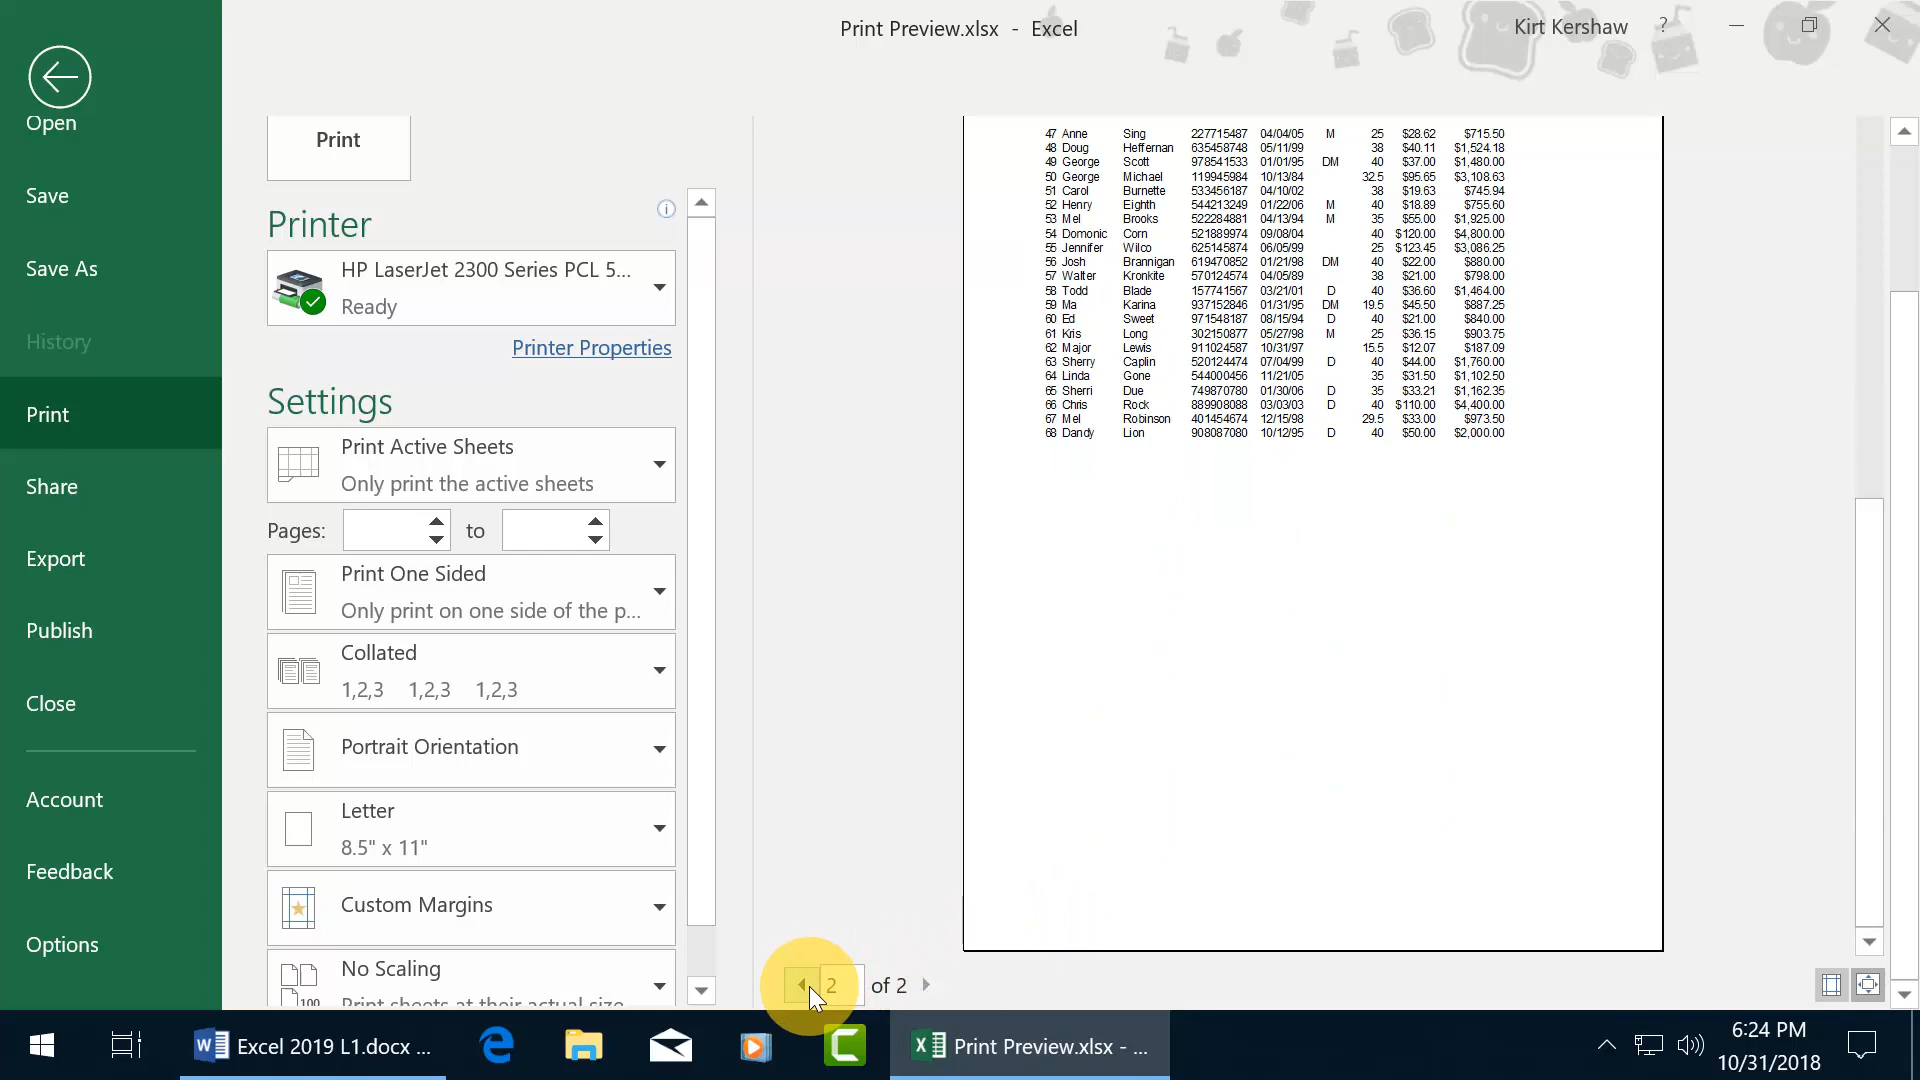 Print Preview.xlsx - Excel
Kirt Kershaw
?
Open
Save
Save As
History
Print
Share
Export
Publish
Close
Account
Feedback
Options
Print
Printer
HP LaserJet 2300 Series PCL 5...
Ready
Printer Properties
Settings
Print Active Sheets
Only print the active sheets
Pages: to
Print One Sided
Only print on one side of the p...
Collated
1,2,3 1,2,3 1,2,3
Portrait Orientation
Letter
8.5" x 11"
Custom Margins
No Scaling
100 Print sheets at their actual size
47 Anne Sing 227715487 04/04/05 M 25 $28.62 $715.50
48 Doug Heffernan 635458748 05/11/99 38 $40.11 $1,524.18
49 George Scott 978541533 01/01/95 DM 40 $37.00 $1,480.00
50 George Michael 119945984 10/13/84 32.5 $95.65 $3,108.63
51 Carol Burnette 533456187 04/10/02 38 $19.63 $745.94
52 Henry Eighth 544213249 01/22/06 M 40 $18.89 $755.60
53 Mel Brooks 522284881 04/13/94 M 35 $55.00 $1,925.00
54 Domonic Corn 521889974 09/08/04 40 $120.00 $4,800.00
55 Jennifer Wilco 625145874 06/05/99 25 $123.45 $3,086.25
56 Josh Brannigan 619470852 01/21/98 DM 40 $22.00 $880.00
57 Walter Kronkite 570124574 04/05/89 38 $21.00 $798.00
58 Todd Blade 157741567 03/21/01 D 40 $36.60 $1,464.00
59 Ma Karina 937152846 01/31/95 DM 19.5 $45.50 $887.25
60 Ed Sweet 971548187 08/15/94 D 40 $21.00 $840.00
61 Kris Long 302150877 05/27/98 M 25 $36.15 $903.75
62 Major Lewis 911024587 10/31/97 15.5 $12.07 $187.09
63 Sherry Caplin 520124474 07/04/99 D 40 $44.00 $1,760.00
64 Linda Gone 544000456 11/21/05 35 $31.50 $1,102.50
65 Sherri Due 749870780 01/30/06 D 35 $33.21 $1,162.35
66 Chris Rock 889908088 03/03/03 D 40 $110.00 $4,400.00
67 Mel Robinson 401454674 12/15/98 29.5 $33.00 $973.50
68 Dandy Lion 908087080 10/12/95 D 40 $50.00 $2,000.00
2 of 2
Excel 2019 L1.docx ...
Print Preview.xlsx - ...
6:24 PM
10/31/2018